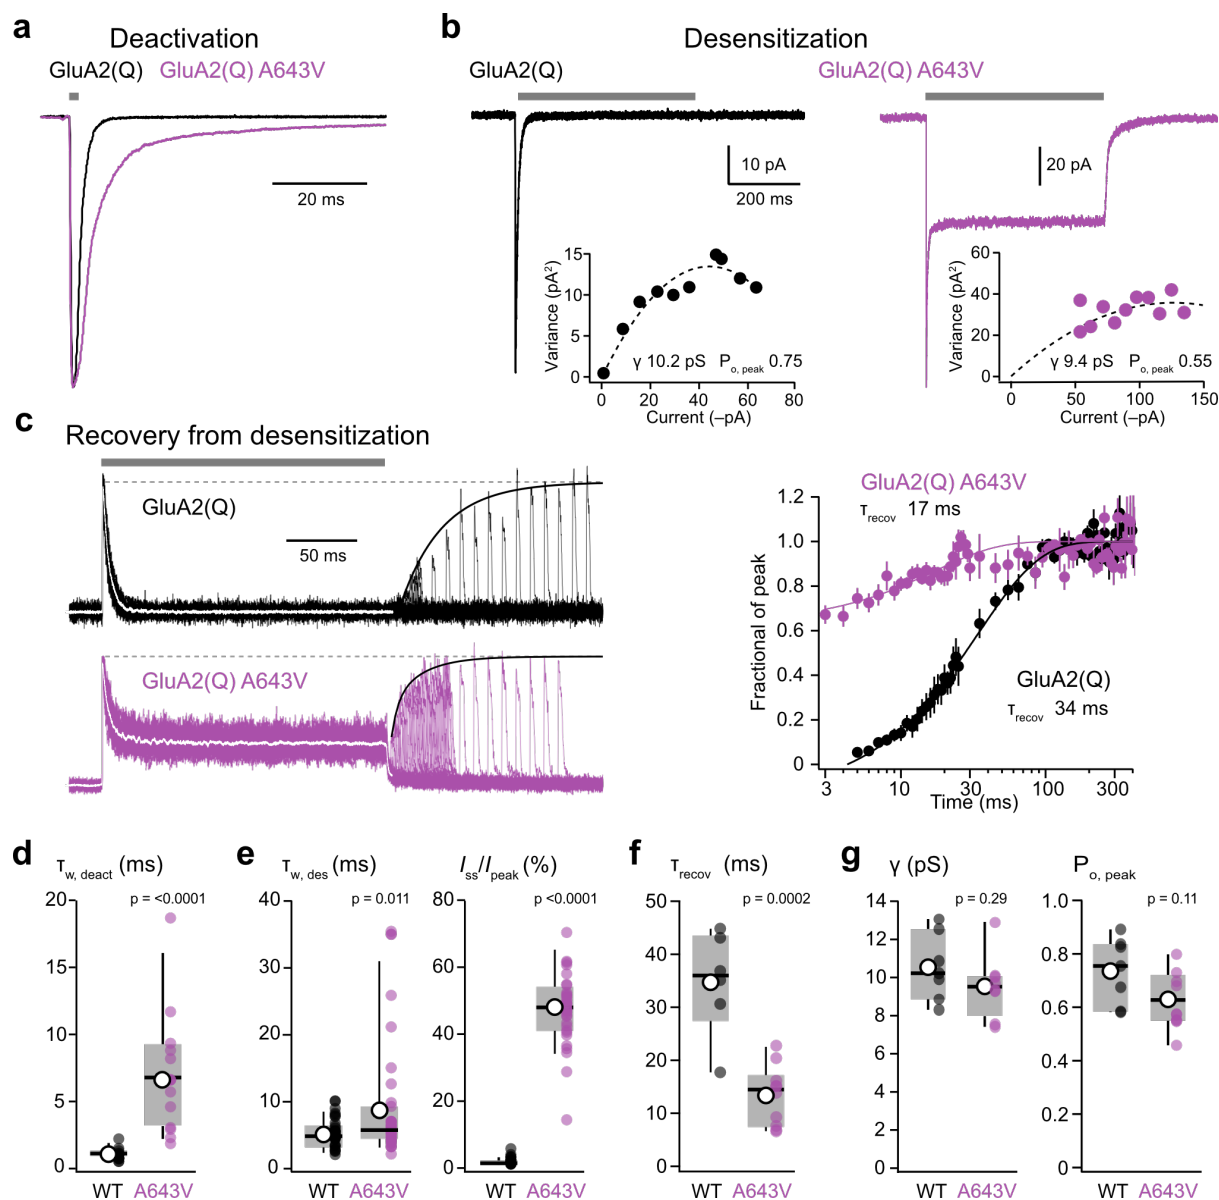 a
Deactivation
GluA2(Q) GluA2(Q) A643V
20 ms
b
Desensitization
GluA2(Q)
10 pA
200 ms
Variance (pA²)
15
10
5
0
γ 10.2 pS Po, peak 0.75
0 20 40 60 80
Current (–pA)
GluA2(Q) A643V
20 pA
Variance (pA²)
60
40
20
0
γ 9.4 pS Po, peak 0.55
0 50 100 150
Current (–pA)
c
Recovery from desensitization
GluA2(Q)
50 ms
GluA2(Q) A643V
Fractional of peak
1.2
1.0
0.8
0.6
0.4
0.2
0
GluA2(Q) A643V
τrecov 17 ms
GluA2(Q)
τrecov 34 ms
3 10 30 100 300
Time (ms)
d
τw, deact (ms)
p = <0.0001
20
15
10
5
0
WT A643V
e
τw, des (ms)
p = 0.011
40
30
20
10
0
WT A643V
Iss/Ipeak (%)
p <0.0001
80
60
40
20
0
WT A643V
f
τrecov (ms)
p = 0.0002
50
40
30
20
10
0
WT A643V
g
γ (pS)
p = 0.29
14
12
10
8
6
4
2
0
WT A643V
Po, peak
p = 0.11
1.0
0.8
0.6
0.4
0.2
0
WT A643V